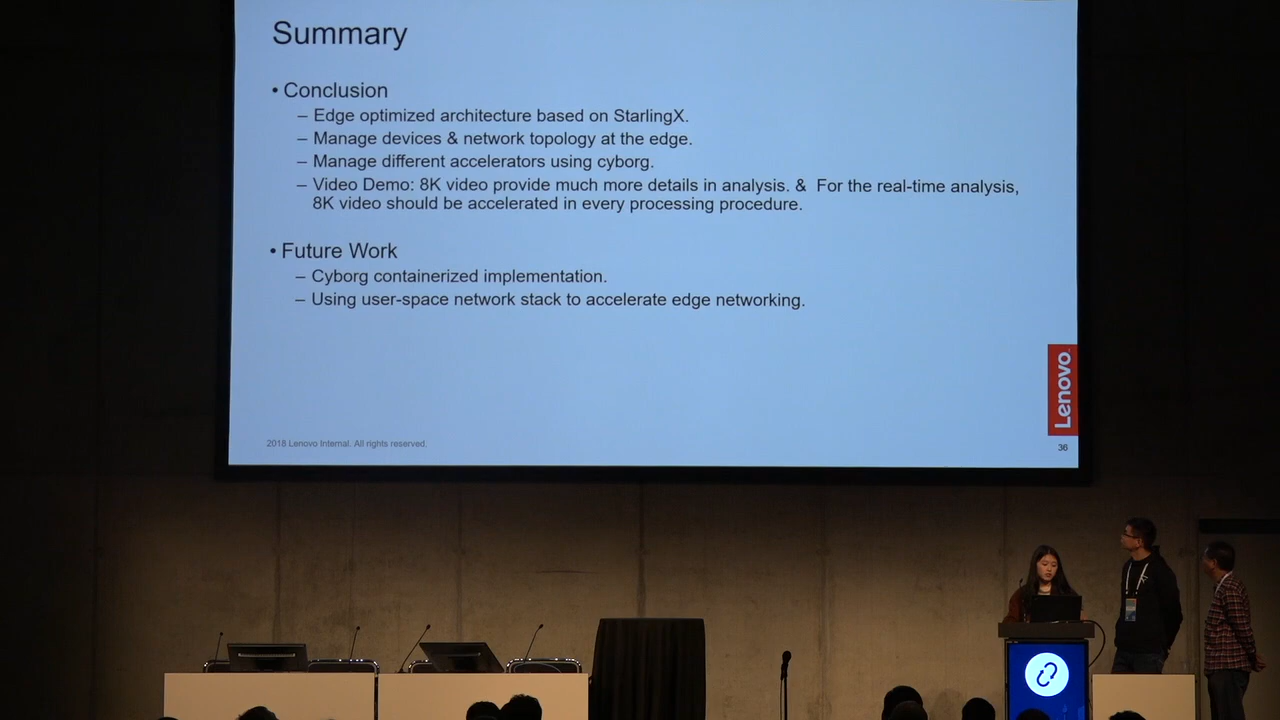 Summary
• Conclusion
– Edge optimized architecture based on StarlingX.
– Manage devices & network topology at the edge.
– Manage different accelerators using cyborg.
– Video Demo: 8K video provide much more details in analysis. & For the real-time analysis,
8K video should be accelerated in every processing procedure.
• Future Work
– Cyborg containerized implementation.
– Using user-space network stack to accelerate edge networking.
Lenovo
2018 Lenovo Internal. All rights reserved.
36